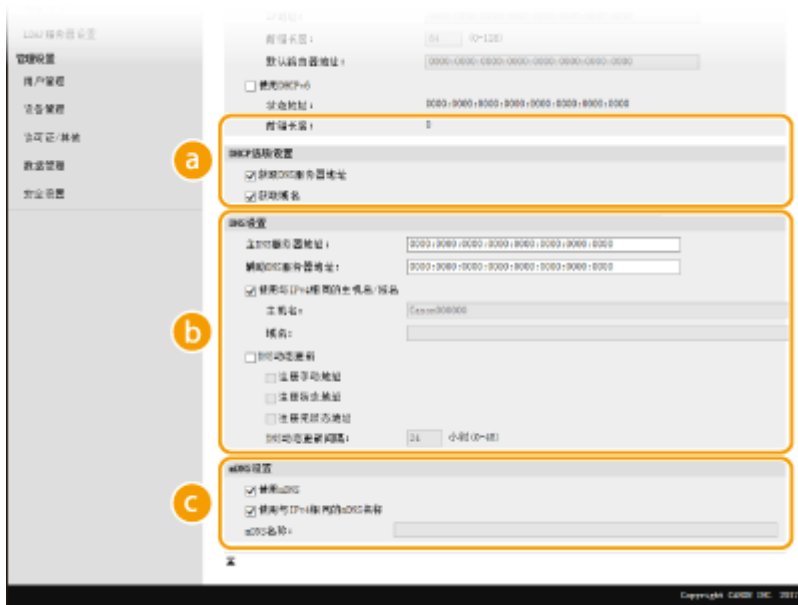 LDAP服务器设置
管理设置
用户管理
设备管理
许可证/其他
数据管理
安全设置
前缀长度: 64 (0-128)
默认路由器地址: 0000:0000:0000:0000:0000:0000:0000:0000
使用DHCPv6
状态地址: 0000:0000:0000:0000:0000:0000:0000:0000
前缀长度: 0
a
DHCP选项设置
获取DNS服务器地址
获取域名
b
DNS设置
主DNS服务器地址: 0000:0000:0000:0000:0000:0000:0000:0000
辅助DNS服务器地址: 0000:0000:0000:0000:0000:0000:0000:0000
使用与IPv4相同的主机名/域名
主机名: Canon000000
域名:
DNS动态更新
注册手动地址
注册状态地址
注册无状态地址
DNS动态更新间隔: 24 小时(0-48)
c
mDNS设置
使用mDNS
使用与IPv4相同的mDNS名称
mDNS名称:
Copyright CANON INC.